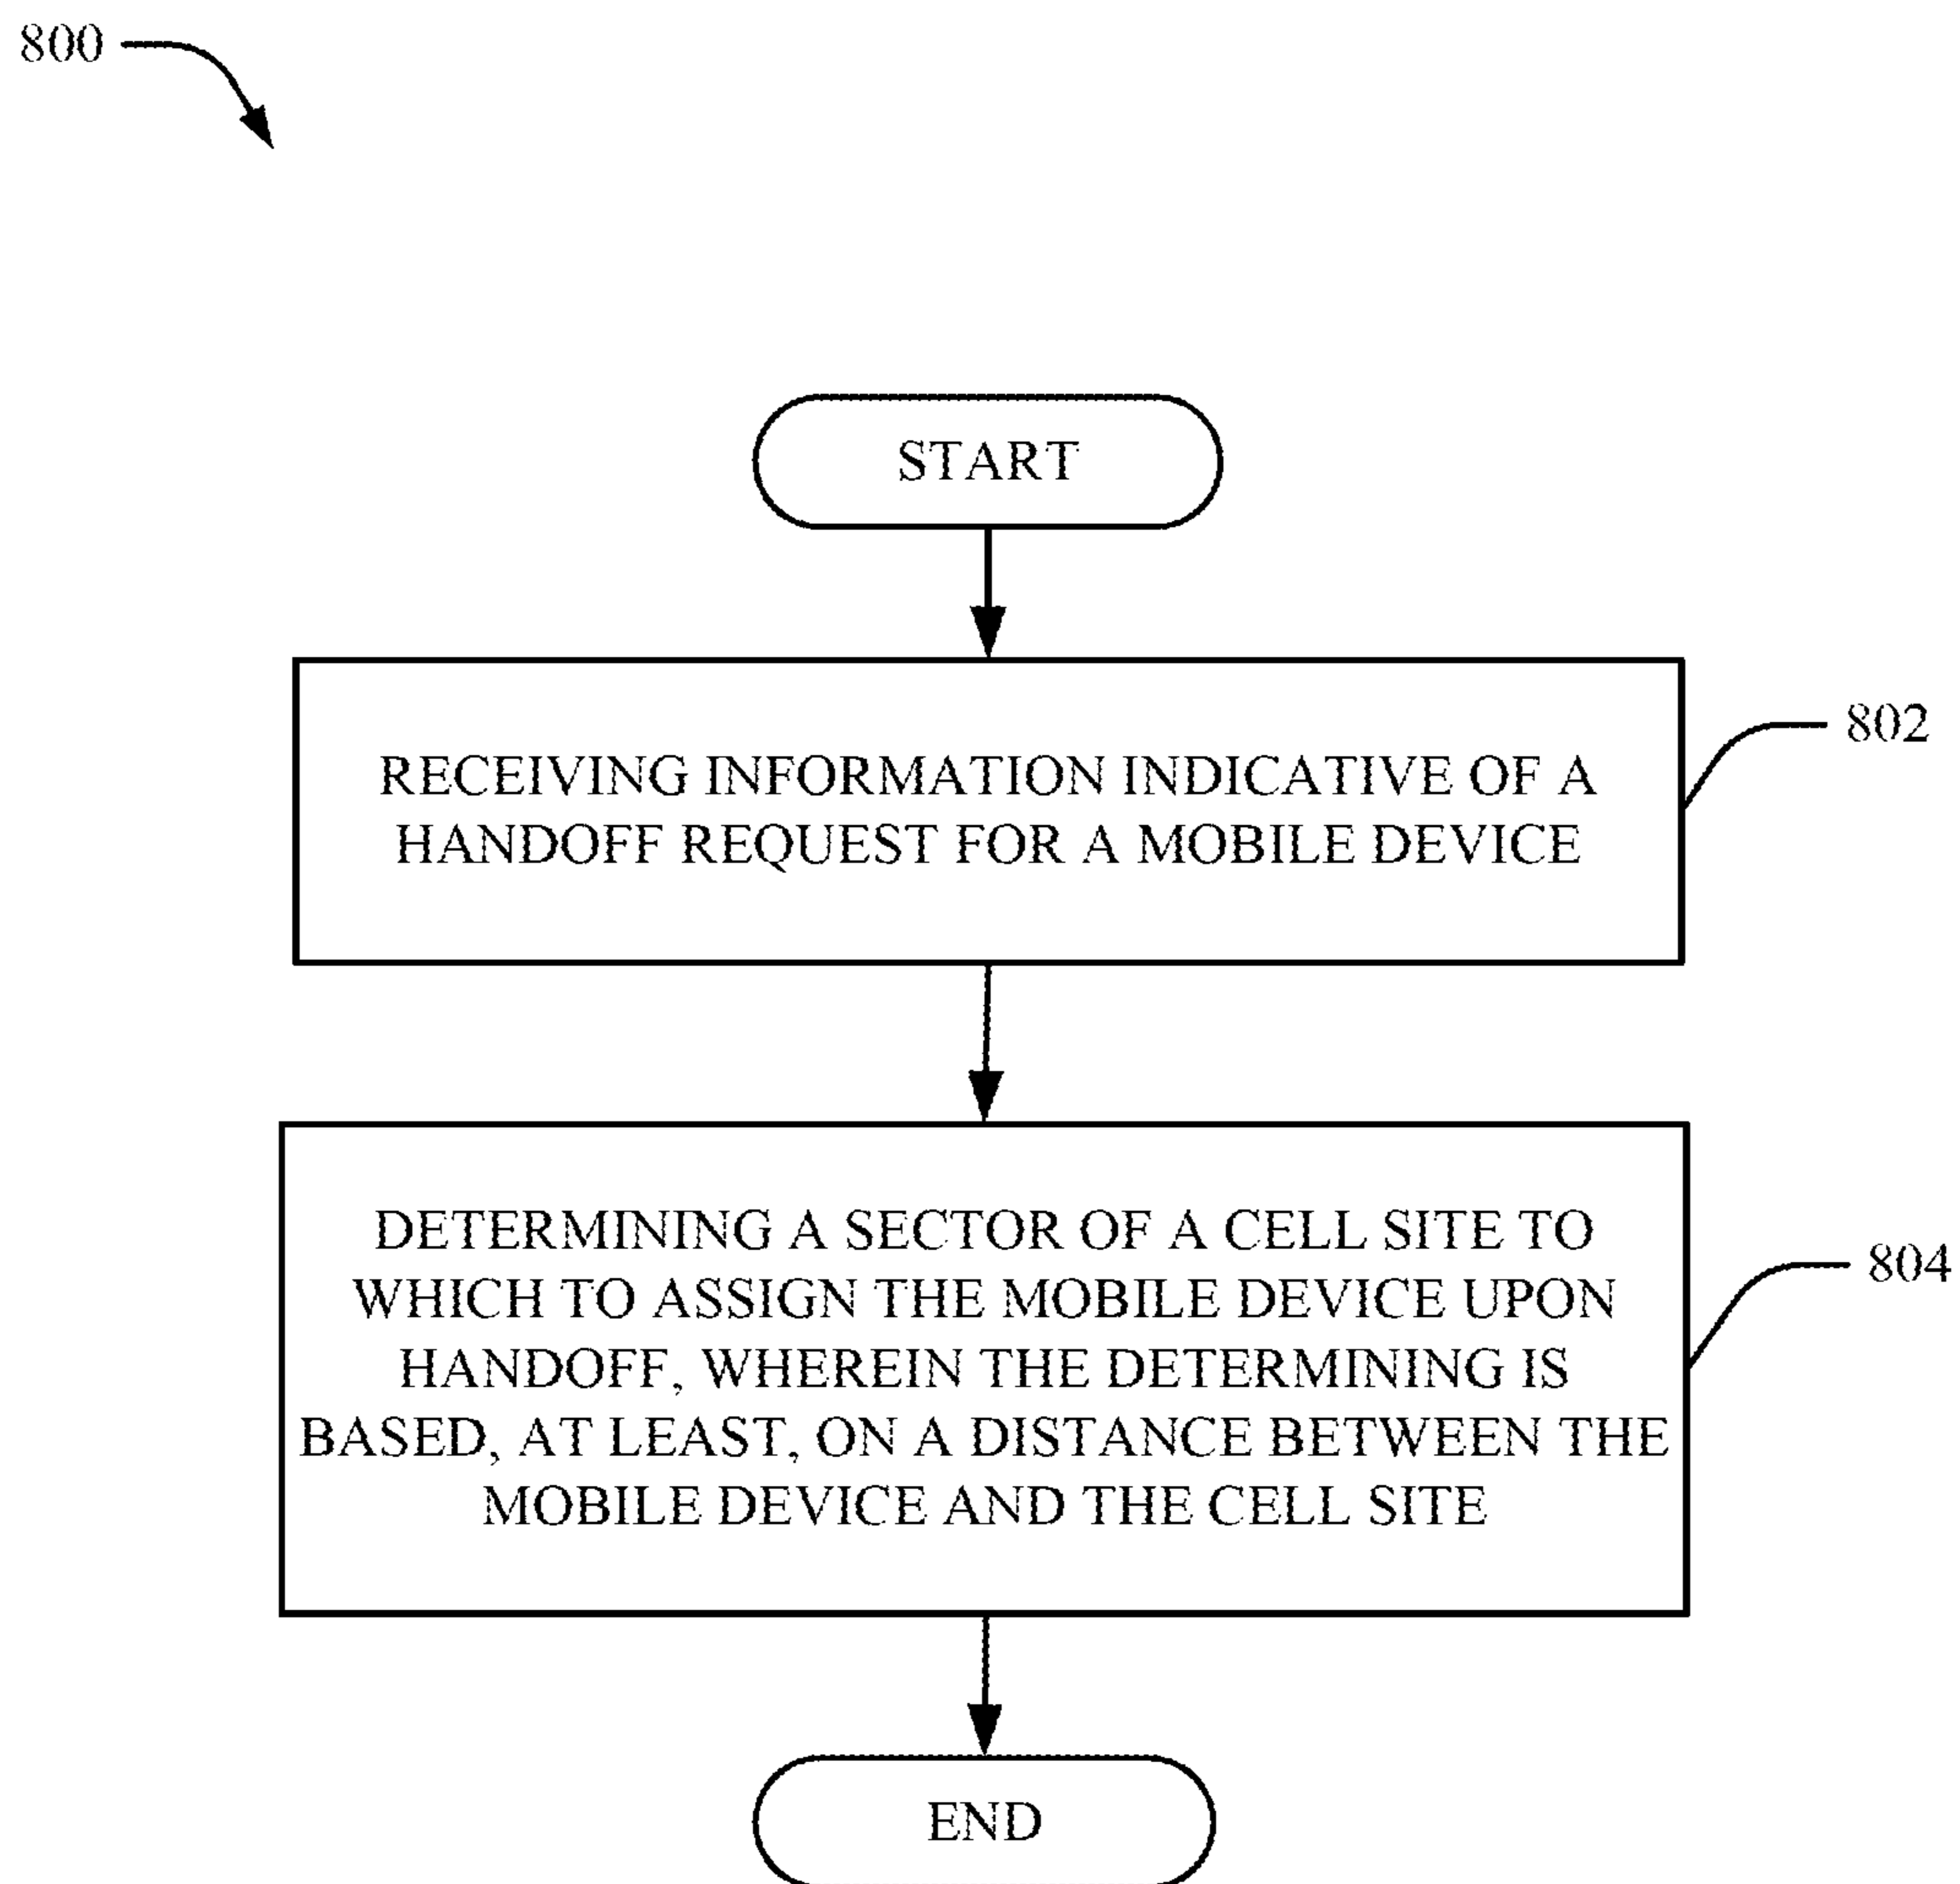 800
START
RECEIVING INFORMATION INDICATIVE OF A
HANDOFF REQUEST FOR A MOBILE DEVICE
802
DETERMINING A SECTOR OF A CELL SITE TO
WHICH TO ASSIGN THE MOBILE DEVICE UPON
HANDOFF, WHEREIN THE DETERMINING IS
BASED, AT LEAST, ON A DISTANCE BETWEEN THE
MOBILE DEVICE AND THE CELL SITE
804
END